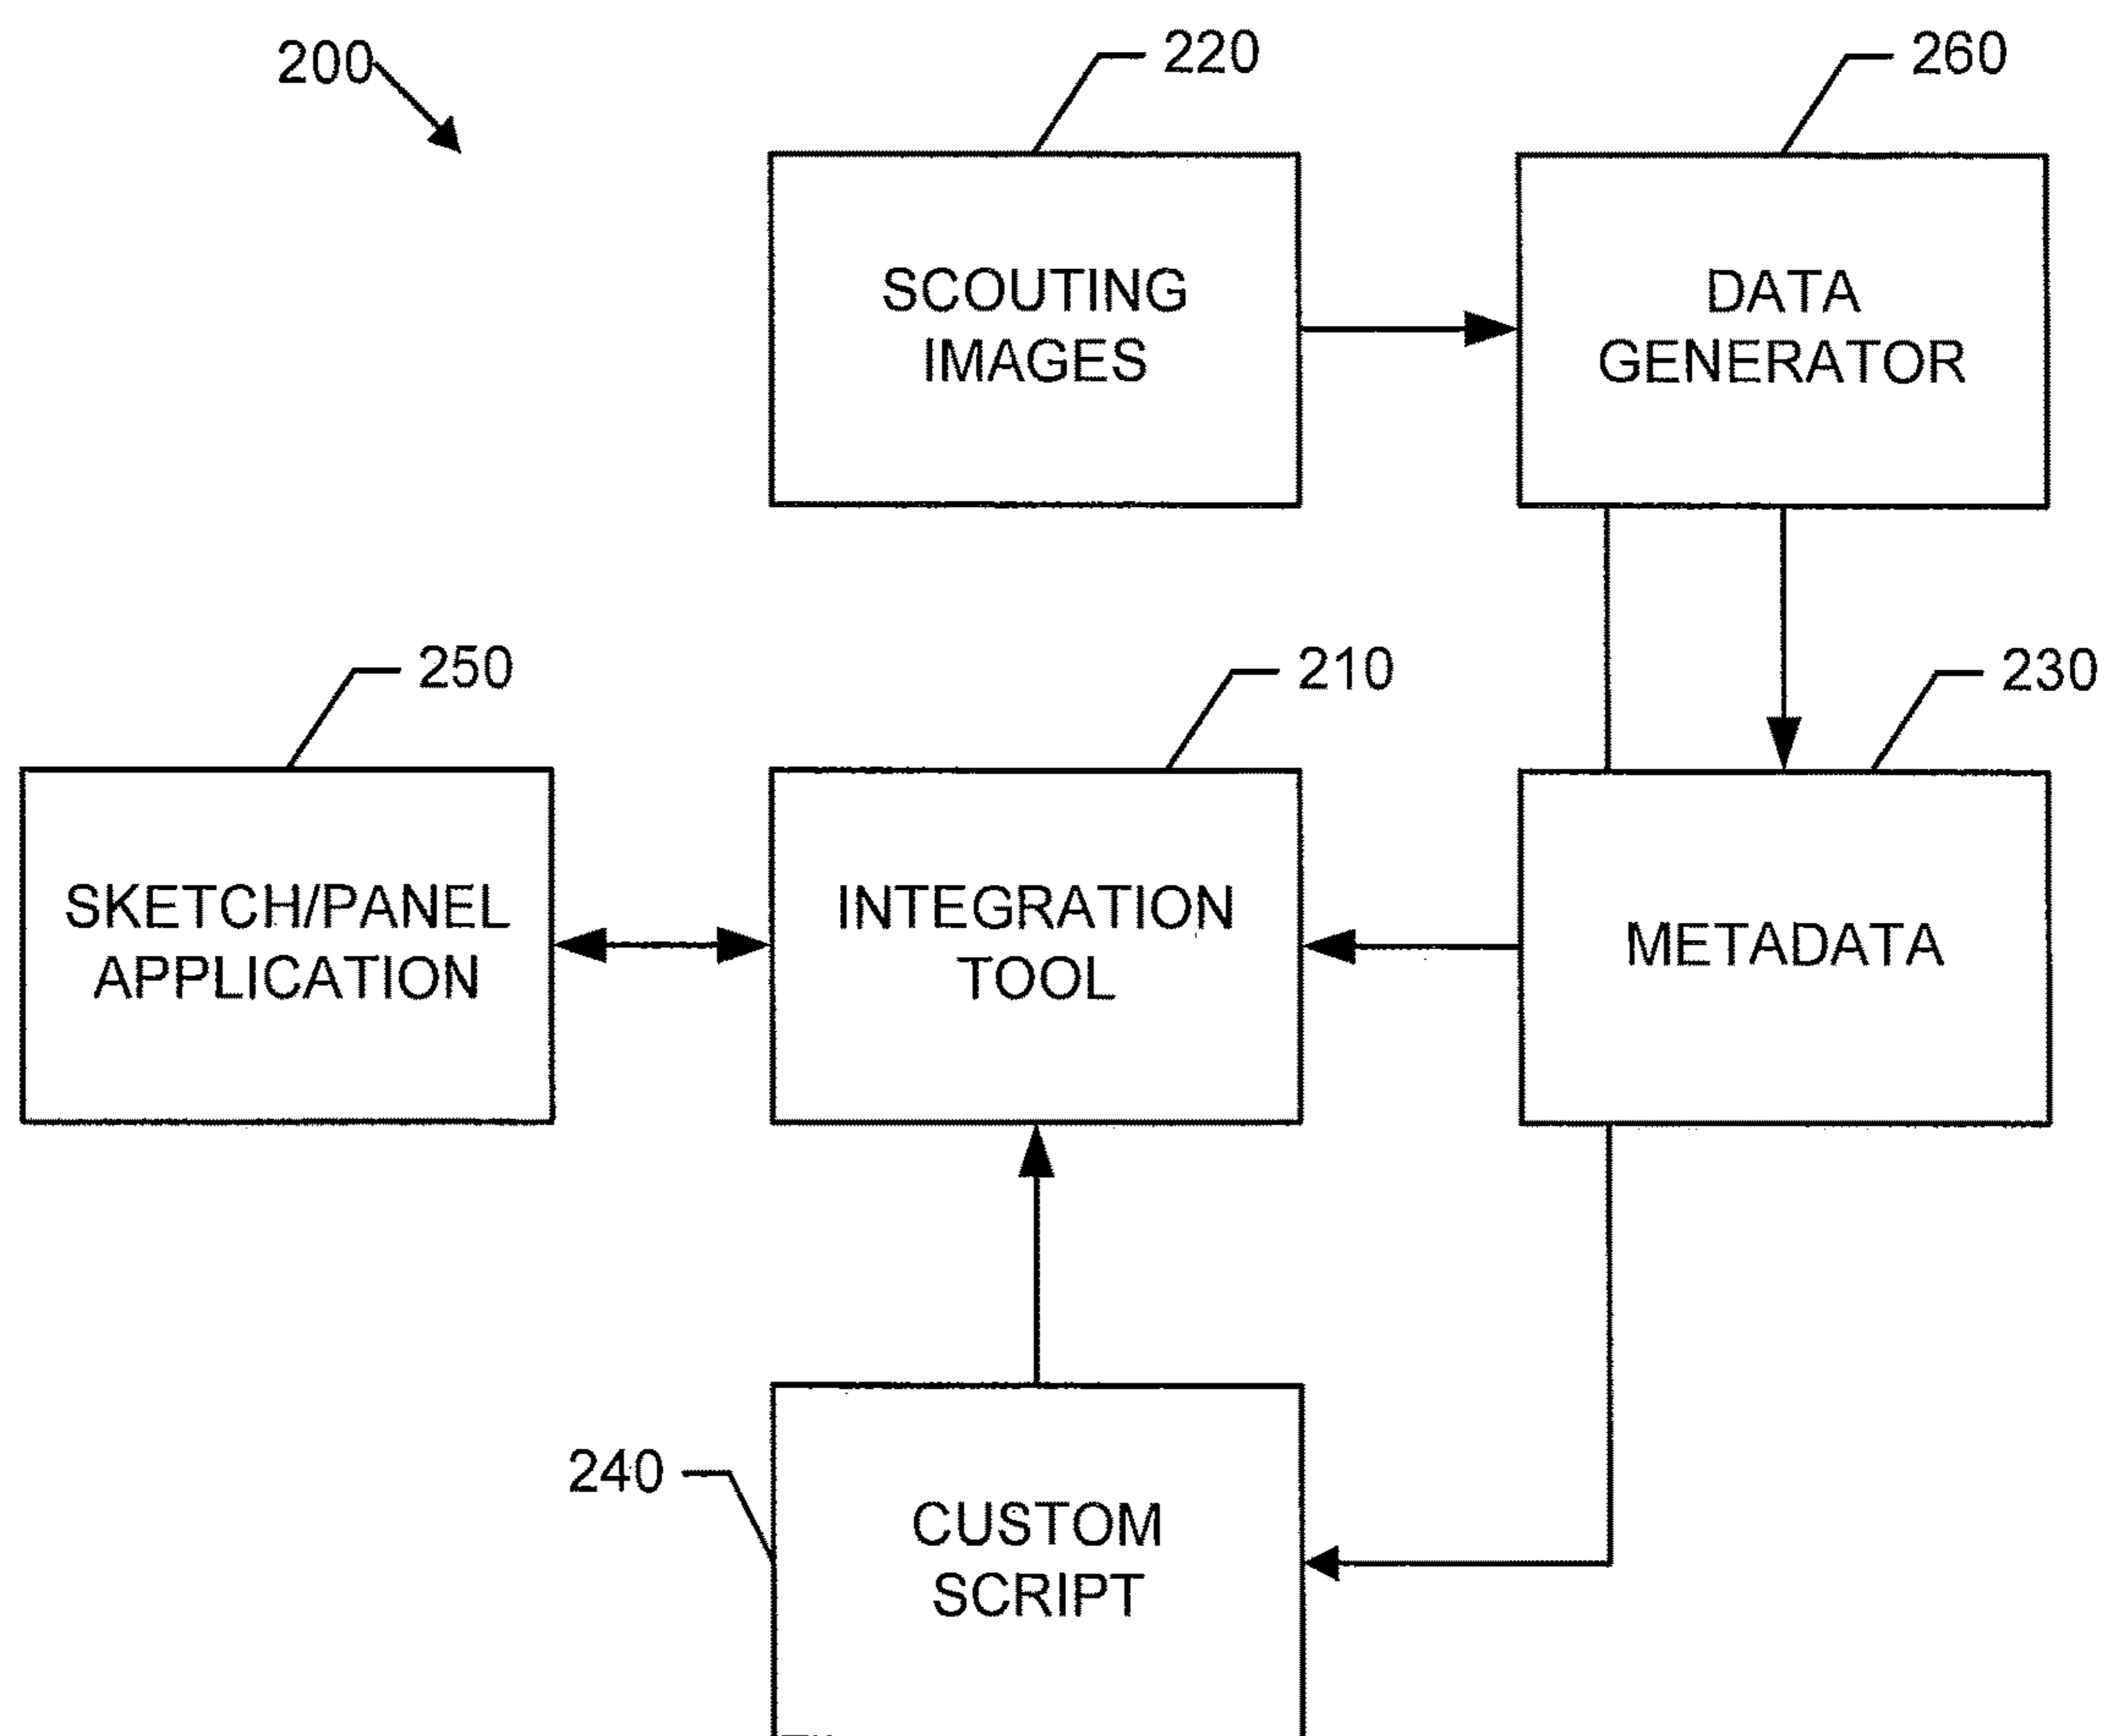 200
220
260
SCOUTING
IMAGES
DATA
GENERATOR
250
210
230
SKETCH/PANEL
APPLICATION
INTEGRATION
TOOL
METADATA
240
CUSTOM
SCRIPT